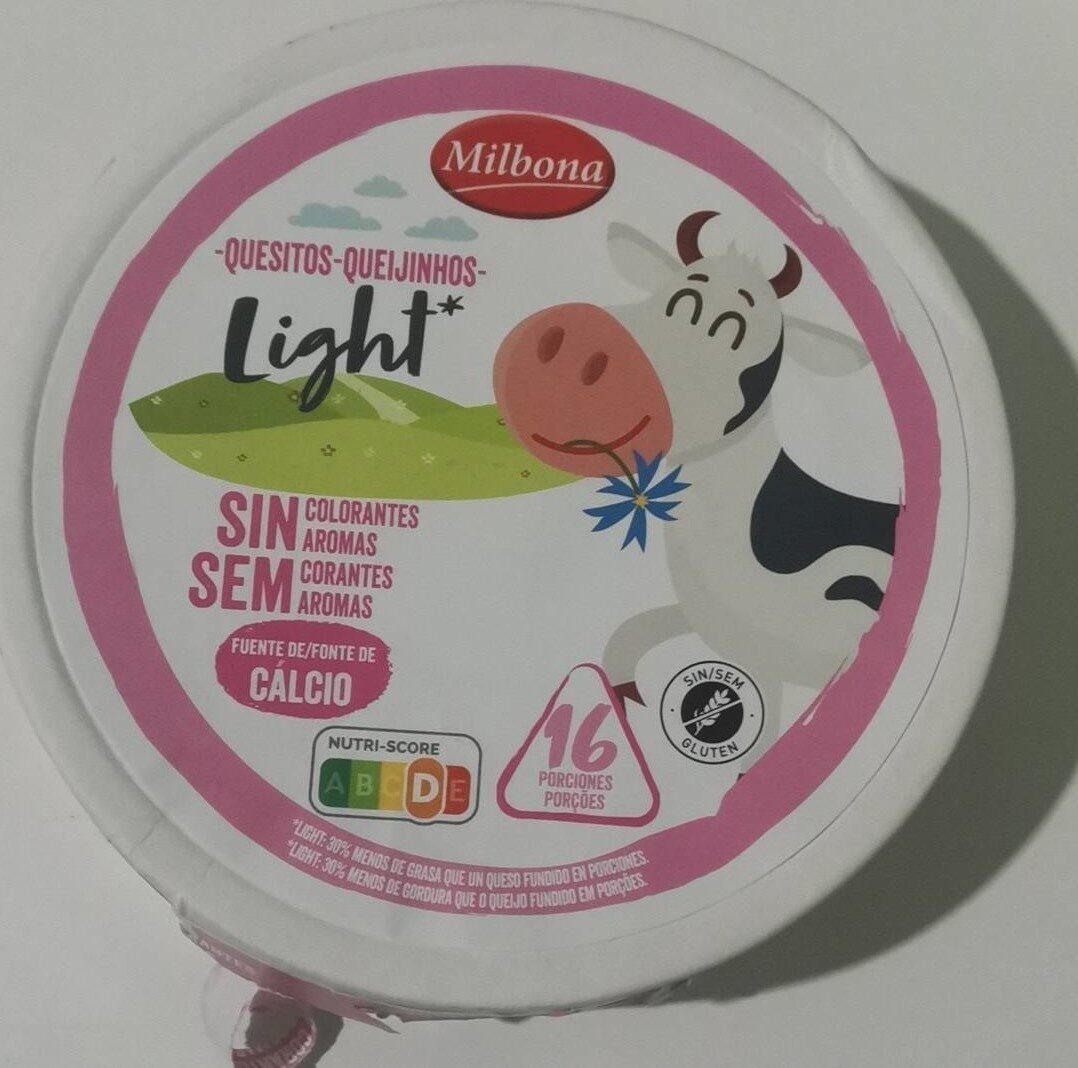 Milbona
-QUESITOS-QUEIJINHOS-
Light*
SIN COLORANTES
AROMAS
SEM CORANTES
AROMAS
FUENTE DE/FONTE DE
CÁLCIO
NUTRI-SCORE
A B C D E
16
PORCIONES
PORÇÕES
SIN/SEM
GLUTEN
*LIGHT: 30% MENOS DE GRASA QUE UN QUESO FUNDIDO EN PORCIONES.
*LIGHT: 30% MENOS DE GORDURA QUE O QUEIJO FUNDIDO EM PORÇÕES.